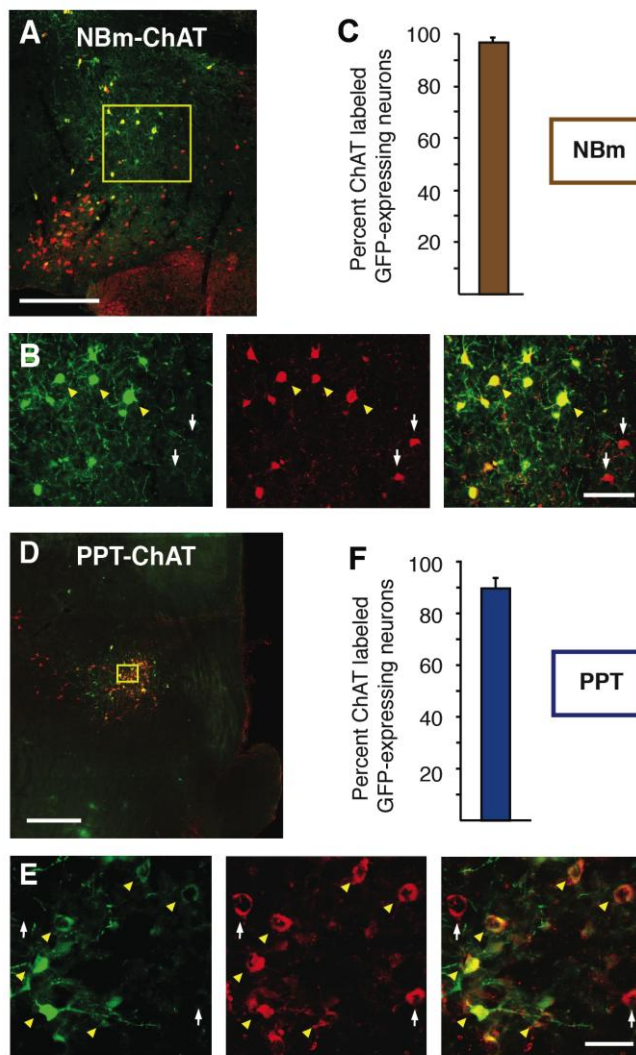 A NBm-ChAT
C
Percent ChAT labeled
GFP-expressing neurons
100
80
60
40
20
NBm
B
D PPT-ChAT
F
Percent ChAT labeled
GFP-expressing neurons
100
80
60
40
20
PPT
E